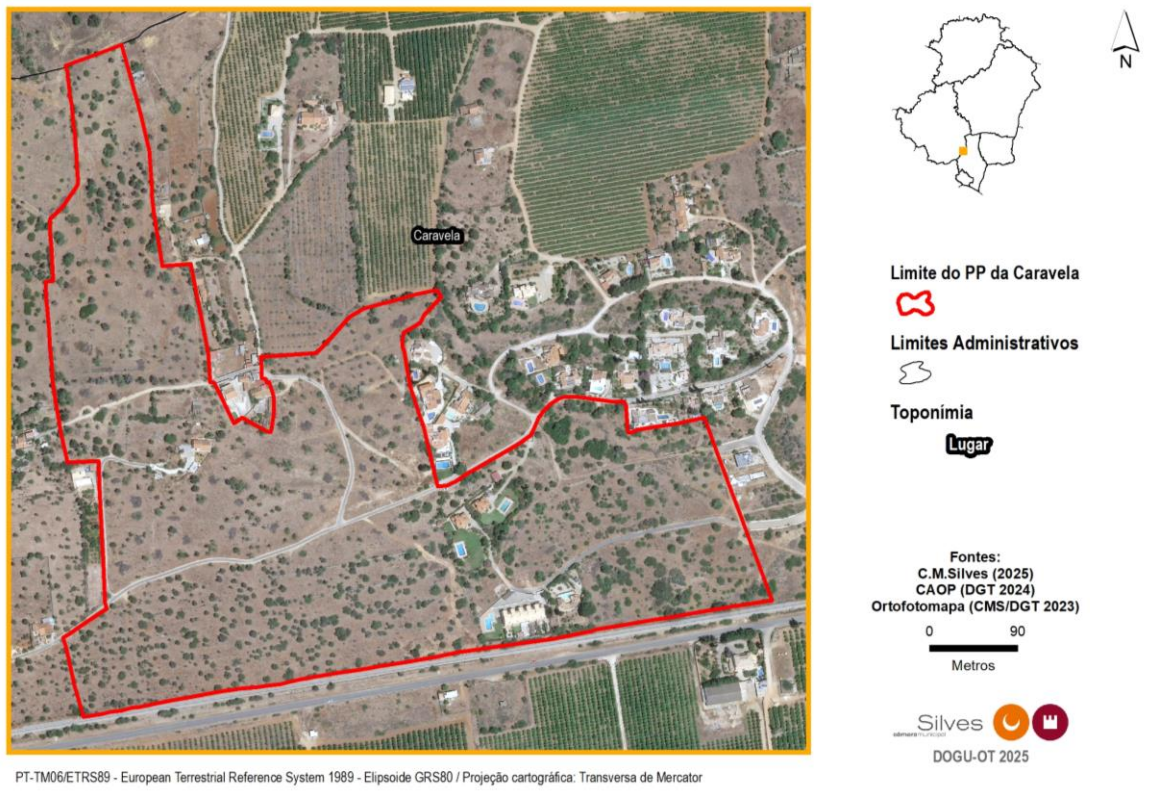 Caravela
N
Limite do PP da Caravela
Limites Administrativos
Toponímia
Lugar
Fontes:
C.M.Silves (2025)
CAOP (DGT 2024)
Ortofotomapa (CMS/DGT 2023)
0 90
Metros
Silves
câmara municipal
DOGU-OT 2025
PT-TM06/ETRS89 - European Terrestrial Reference System 1989 - Elipsoide GRS80 / Projeção cartográfica: Transversa de Mercator